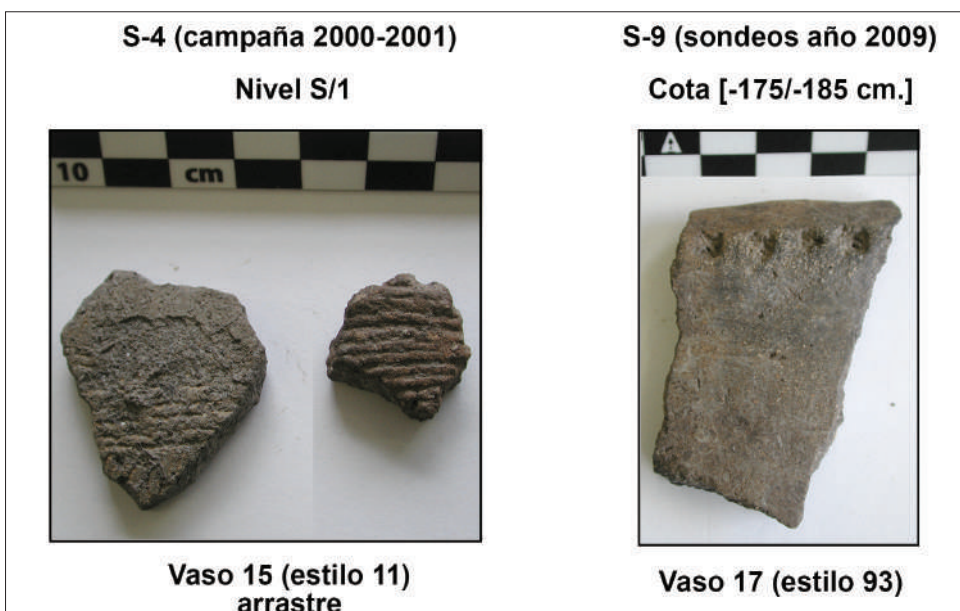 S-4 (campaña 2000-2001)
Nivel S/1
10 cm
Vaso 15 (estilo 11)
arrastre
S-9 (sondeos año 2009)
Cota [-175/-185 cm.]
Vaso 17 (estilo 93)